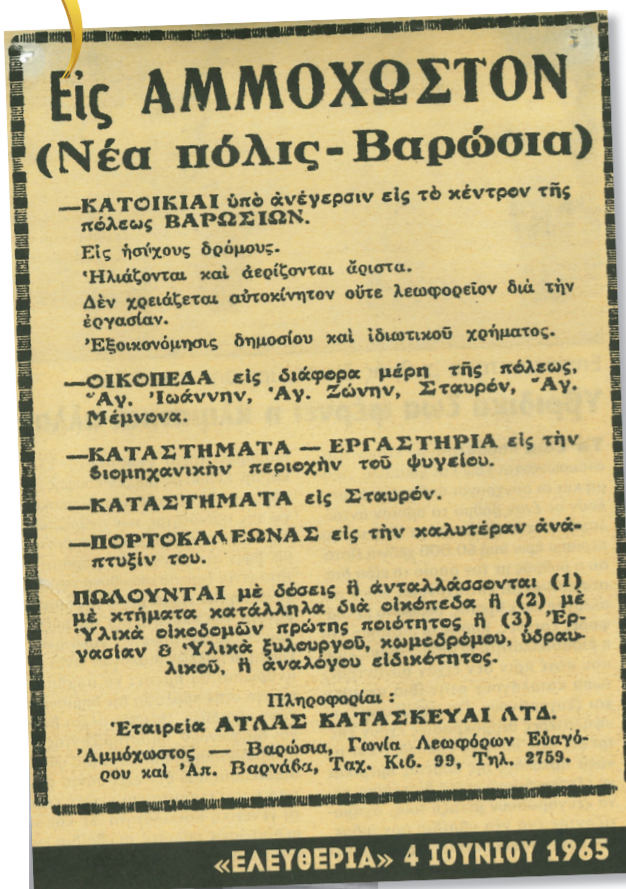 Είς ΑΜΜΟΧΩΣΤΟΝ
(Νέα πόλις-Βαρώσια)
—ΚΑΤΟΙΚΙΑΙ ὑπὸ ἀνέγερσιν εἰς τὸ κέντρον τῆς
πόλεως ΒΑΡΩΣΙΩΝ.
Εἰς ἡσύχους δρόμους.
Ἡλιάζονται καὶ ἀερίζονται ἄριστα.
Δὲν χρειάζεται αὐτοκίνητον οὔτε λεωφορεῖον διὰ τὴν
ἐργασίαν.
Ἐξοικονόμησις δημοσίου καὶ ἰδιωτικοῦ χρήματος.
—ΟΙΚΟΠΕΔΑ εἰς διάφορα μέρη τῆς πόλεως,
Ἅγ. Ἰωάννην, Ἁγ. Ζώνην, Σταυρόν, Ἅγ.
Μέμνονα.
—ΚΑΤΑΣΤΗΜΑΤΑ — ΕΡΓΑΣΤΗΡΙΑ εἰς τὴν
βιομηχανικὴν περιοχὴν τοῦ ψυγείου.
—ΚΑΤΑΣΤΗΜΑΤΑ εἰς Σταυρόν.
—ΠΟΡΤΟΚΑΛΕΩΝΑΣ εἰς τὴν καλυτέραν ἀνά-
πτυξίν του.
ΠΩΛΟΥΝΤΑΙ μὲ δόσεις ἢ ἀνταλλάσσονται (1)
μὲ κτήματα κατάλληλα διὰ οἰκόπεδα ἢ (2) μὲ
Ὑλικὰ οἰκοδομῶν πρώτης ποιότητος ἢ (3) Ἐρ-
γασίαν & Ὑλικὰ ξυλουργοῦ, κωμοδρόμου, ὑδραυ-
λικοῦ, ἢ ἀναλόγου εἰδικότητος.
Πληροφορίαι :
Ἑταιρεία ΑΤΛΑΣ ΚΑΤΑΣΚΕΥΑΙ ΛΤΔ.
Ἀμμόχωστος — Βαρώσια, Γωνία Λεωφόρων Εὐαγό-
ρου καὶ Ἀπ. Βαρνάβα, Ταχ. Κιβ. 99, Τηλ. 2759.
«ΕΛΕΥΘΕΡΙΑ» 4 ΙΟΥΝΙΟΥ 1965